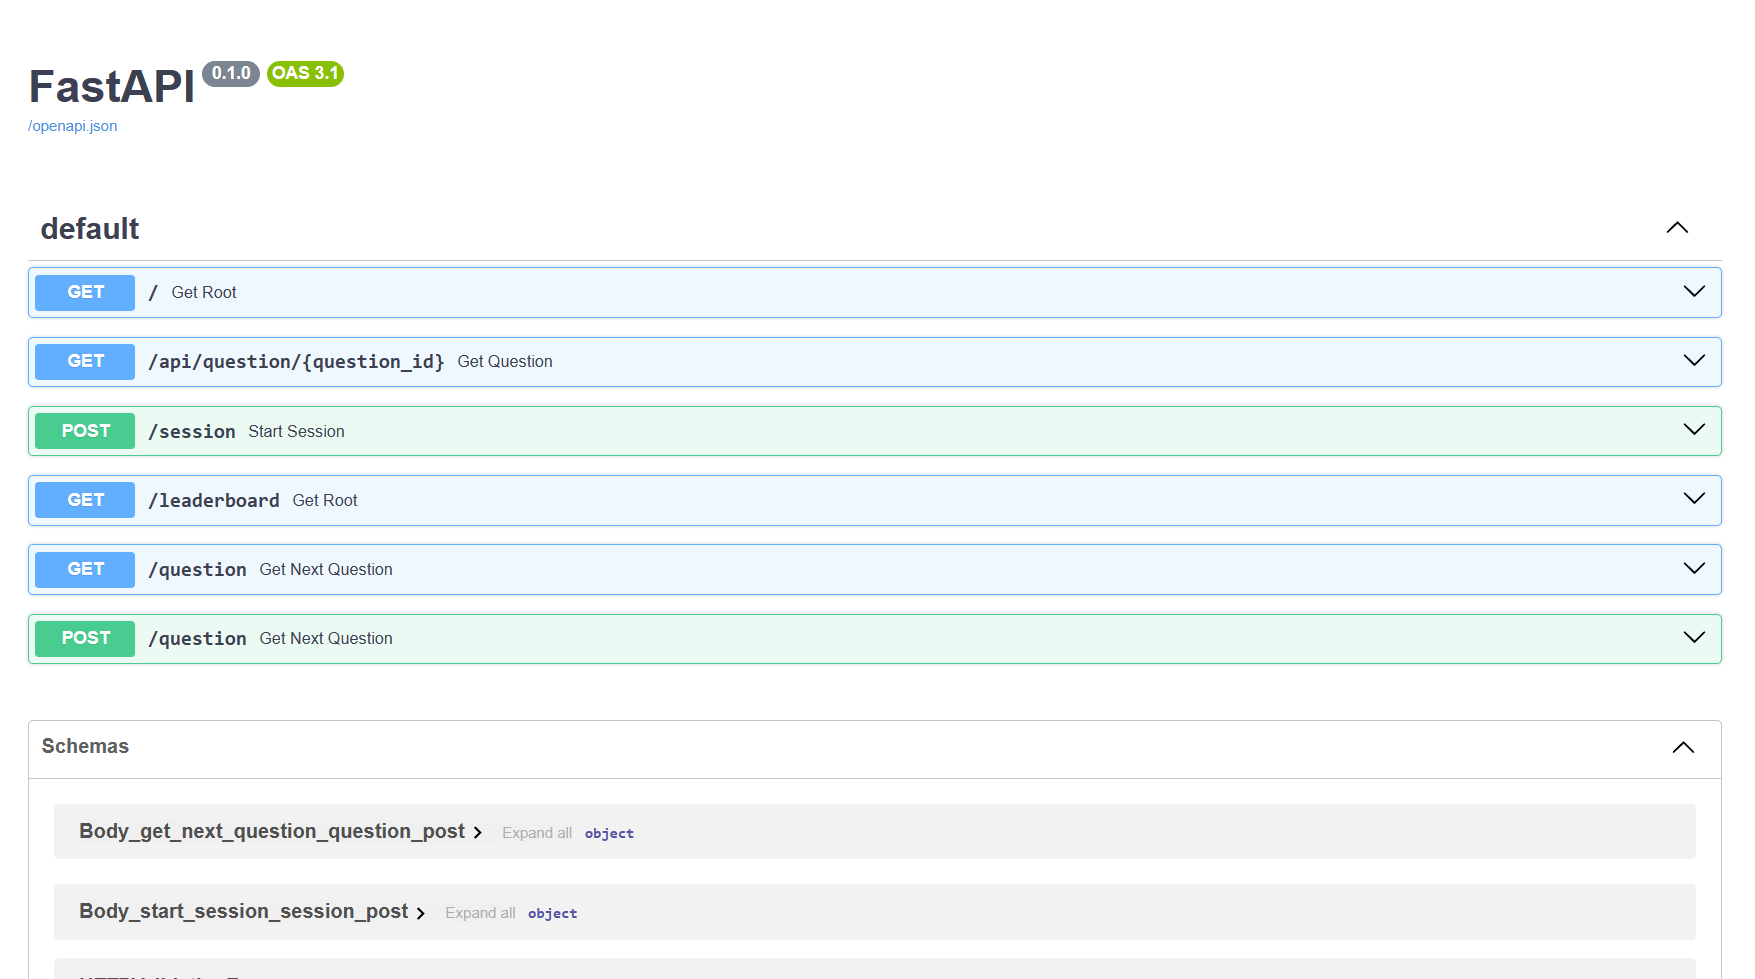 FastAPI 0.1.0 OAS 3.1
/openapi.json
default
GET / Get Root
GET /api/question/{question_id} Get Question
POST /session Start Session
GET /leaderboard Get Root
GET /question Get Next Question
POST /question Get Next Question
Schemas
Body_get_next_question_question_post Expand all object
Body_start_session_session_post Expand all object